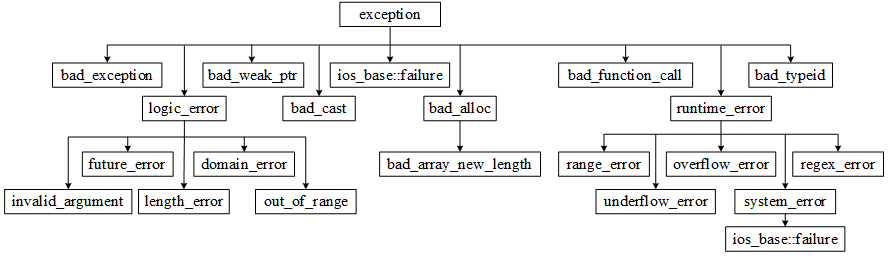 exception
bad_exception
bad_weak_ptr
ios_base::failure
bad_function_call
bad_typeid
logic_error
bad_cast
bad_alloc
runtime_error
future_error
domain_error
bad_array_new_length
range_error
overflow_error
regex_error
invalid_argument
length_error
out_of_range
underflow_error
system_error
ios_base::failure